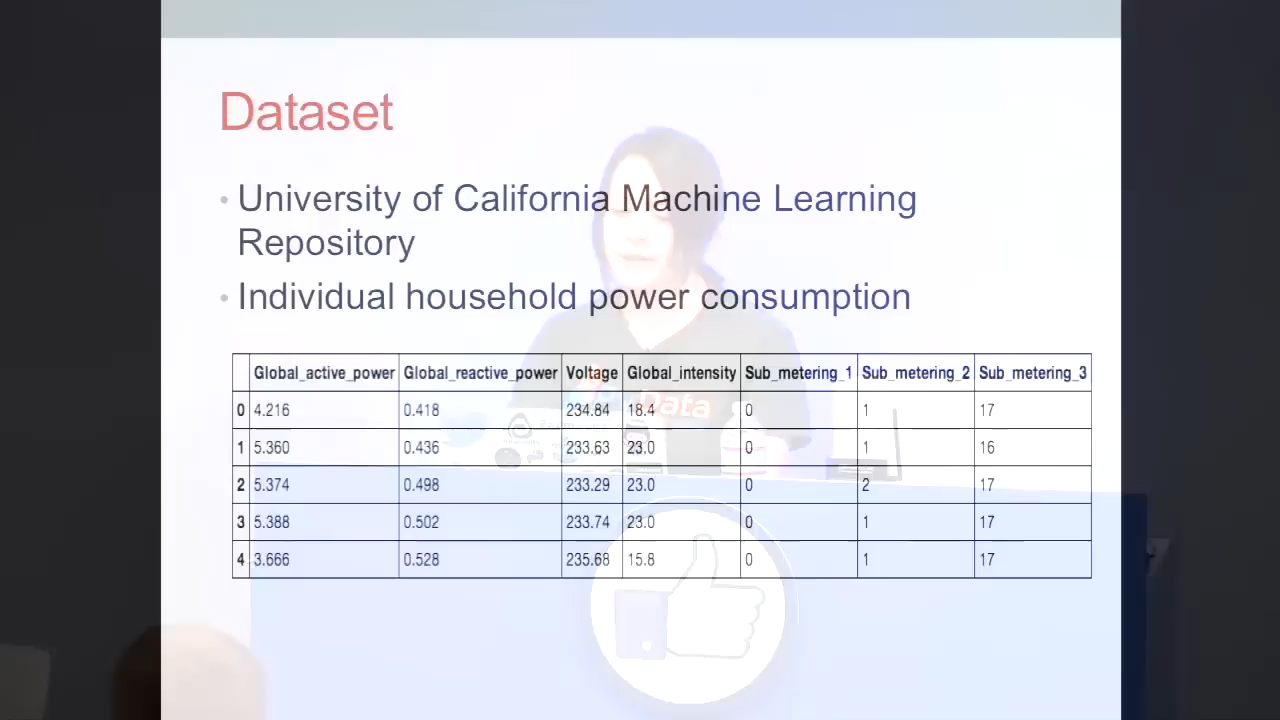 Dataset
• University of California Machine Learning
Repository
• Individual household power consumption
Global_active_power Global_reactive_power Voltage Global_intensity Sub_metering_1 Sub_metering_2 Sub_metering_3
0 4.216 0.418 234.84 18.4 0 1 17
1 5.360 0.436 233.63 23.0 0 1 16
2 5.374 0.498 233.29 23.0 0 2 17
3 5.388 0.502 233.74 23.0 0 1 17
4 3.666 0.528 235.68 15.8 0 1 17
Data